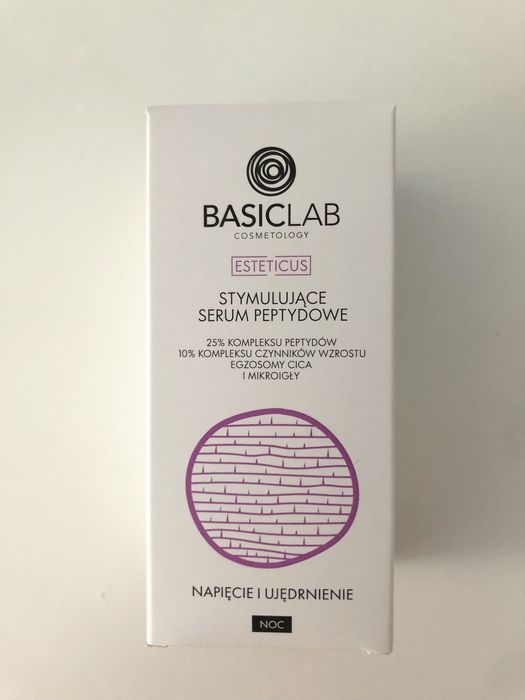 BASICLAB
COSMETOLOGY
ESTETICUS
STYMULUJĄCE
SERUM PEPTYDOWE
25% KOMPLEKSU PEPTYDÓW
10% KOMPLEKSU CZYNNIKÓW WZROSTU
EGZOSOMY CICA
I MIKROIGŁY
NAPIĘCIE I UJĘDRNIENIE
NOC